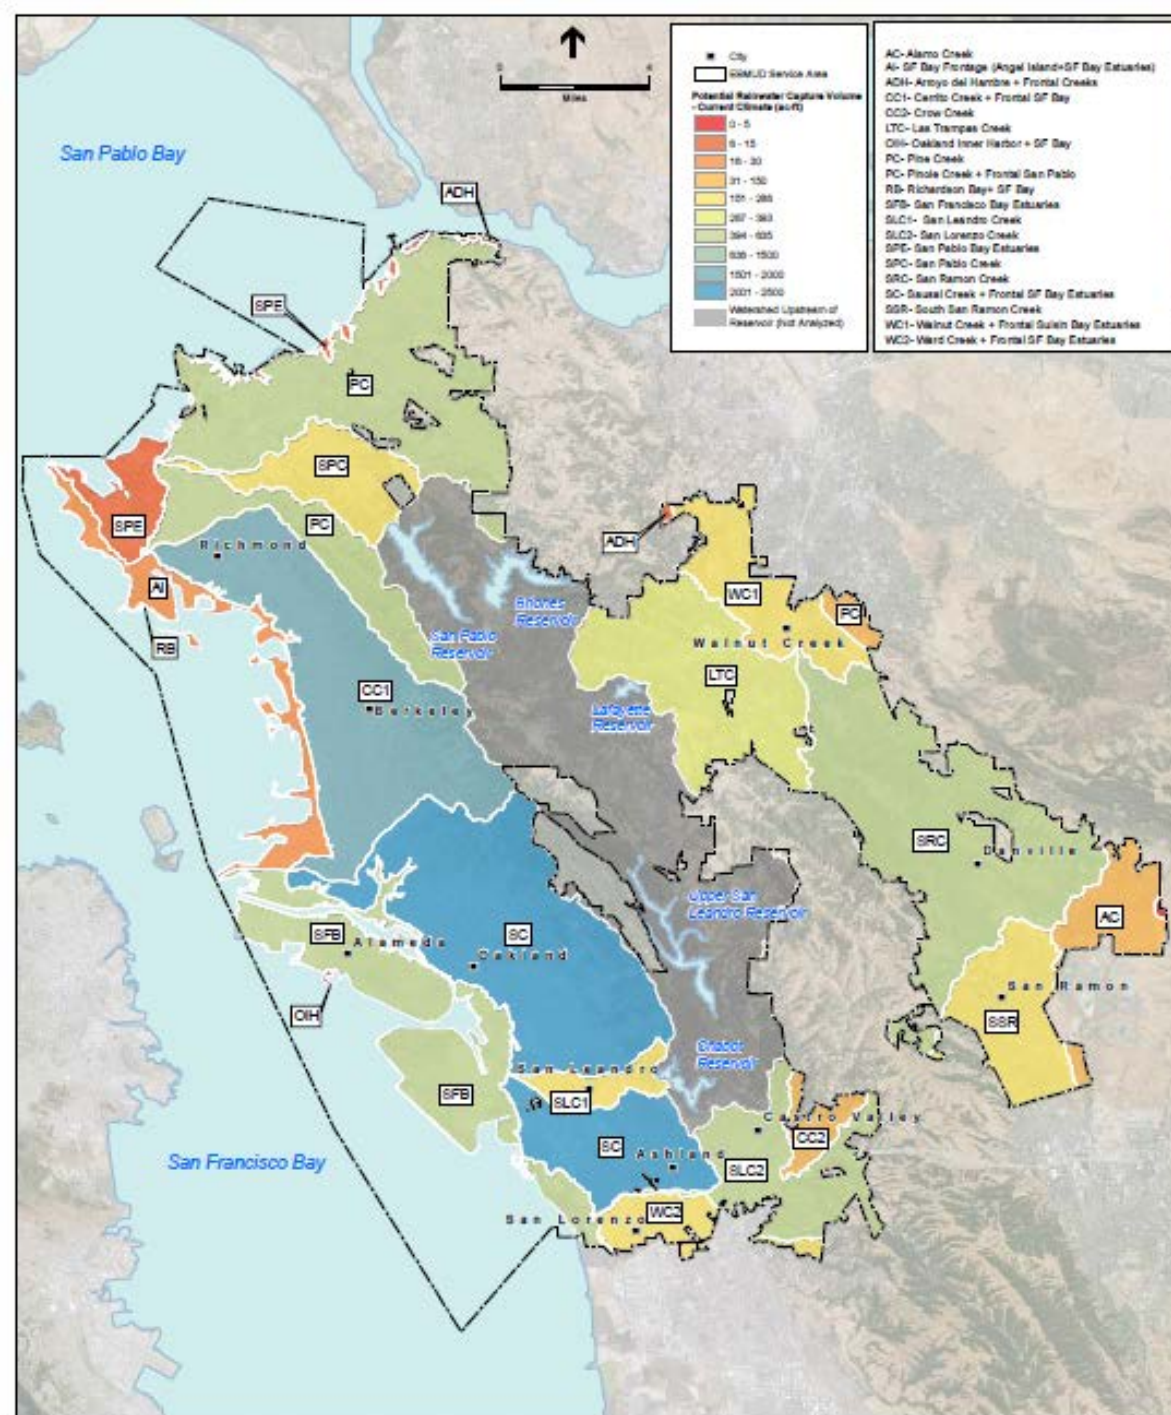 0 4
Miles
City
EBMUD Service Area
Potential Rainwater Capture Volume
- Current Climate (ac-ft)
0 - 5
6 - 15
16 - 30
31 - 150
151 - 286
287 - 393
394 - 635
636 - 1500
1501 - 2000
2001 - 2500
Watershed Upstream of
Reservoir (Not Analyzed)
AC- Alamo Creek
AI- SF Bay Frontage (Angel Island+SF Bay Estuaries)
ADH- Arroyo del Hambre + Frontal Creeks
CC1- Cerrito Creek + Frontal SF Bay
CC2- Crow Creek
LTC- Las Trampas Creek
OIH- Oakland Inner Harbor + SF Bay
PC- Pine Creek
PC- Pinole Creek + Frontal San Pablo
RB- Richardson Bay+ SF Bay
SFB- San Francisco Bay Estuaries
SLC1- San Leandro Creek
SLC2- San Lorenzo Creek
SPE- San Pablo Bay Estuaries
SPC- San Pablo Creek
SRC- San Ramon Creek
SC- Sausal Creek + Frontal SF Bay Estuaries
SSR- South San Ramon Creek
WC1- Walnut Creek + Frontal Suisin Bay Estuaries
WC2- Ward Creek + Frontal SF Bay Estuaries
San Pablo Bay
ADH
SPE
PC
SPC
SPE
PC
Richmond
ADH
AI
WC1
PC
Briones
Reservoir
San Pablo
Reservoir
Walnut Creek
RB
LTC
CC1
Berkeley
Lafayette
Reservoir
SRC
Danville
Upper San
Leandro Reservoir
AC
SFB
Alameda
SC
Oakland
San Ramon
OIH
SSR
Chabot
Reservoir
San Leandro
SFB
SLC1
Castro Valley
CC2
SC
Ashland
SLC2
San Francisco Bay
San Lorenzo
WC2